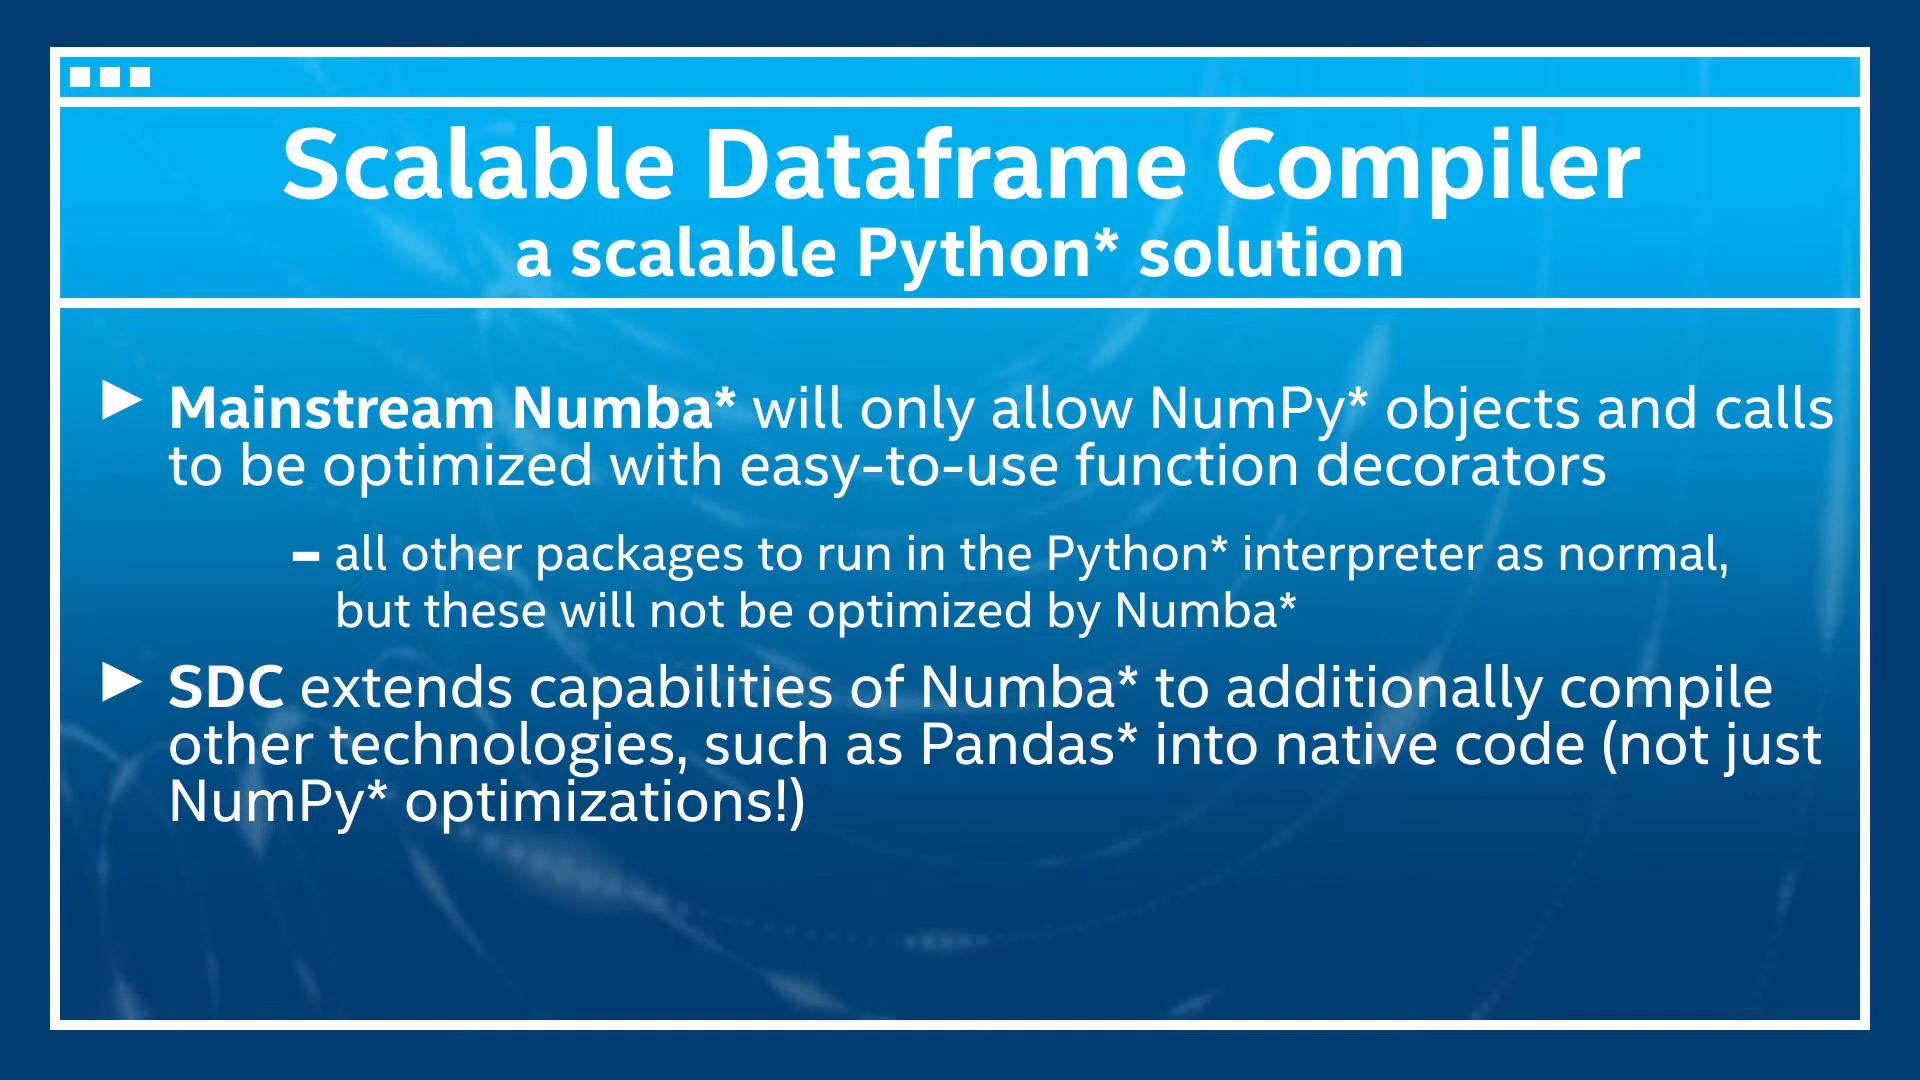 Scalable Dataframe Compiler
a scalable Python* solution
Mainstream Numba* will only allow NumPy* objects and calls
to be optimized with easy-to-use function decorators
– all other packages to run in the Python* interpreter as normal,
but these will not be optimized by Numba*
SDC extends capabilities of Numba* to additionally compile
other technologies, such as Pandas* into native code (not just
NumPy* optimizations!)